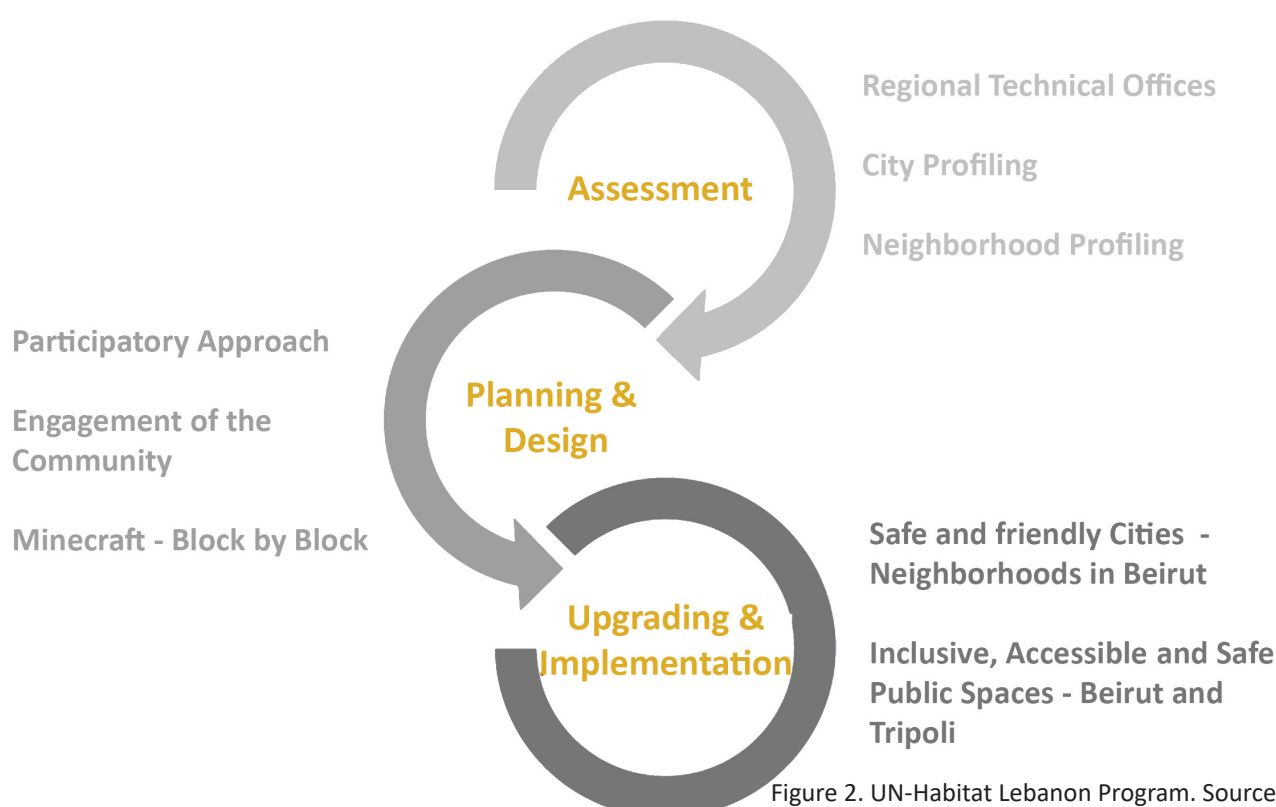 Regional Technical Offices
City Profiling
Assessment
Neighborhood Profiling
Participatory Approach
Planning &
Design
Engagement of the
Community
Minecraft - Block by Block
Safe and friendly Cities -
Neighborhoods in Beirut
Upgrading &
Implementation
Inclusive, Accessible and Safe
Public Spaces - Beirut and
Tripoli
Figure 2. UN-Habitat Lebanon Program. Source